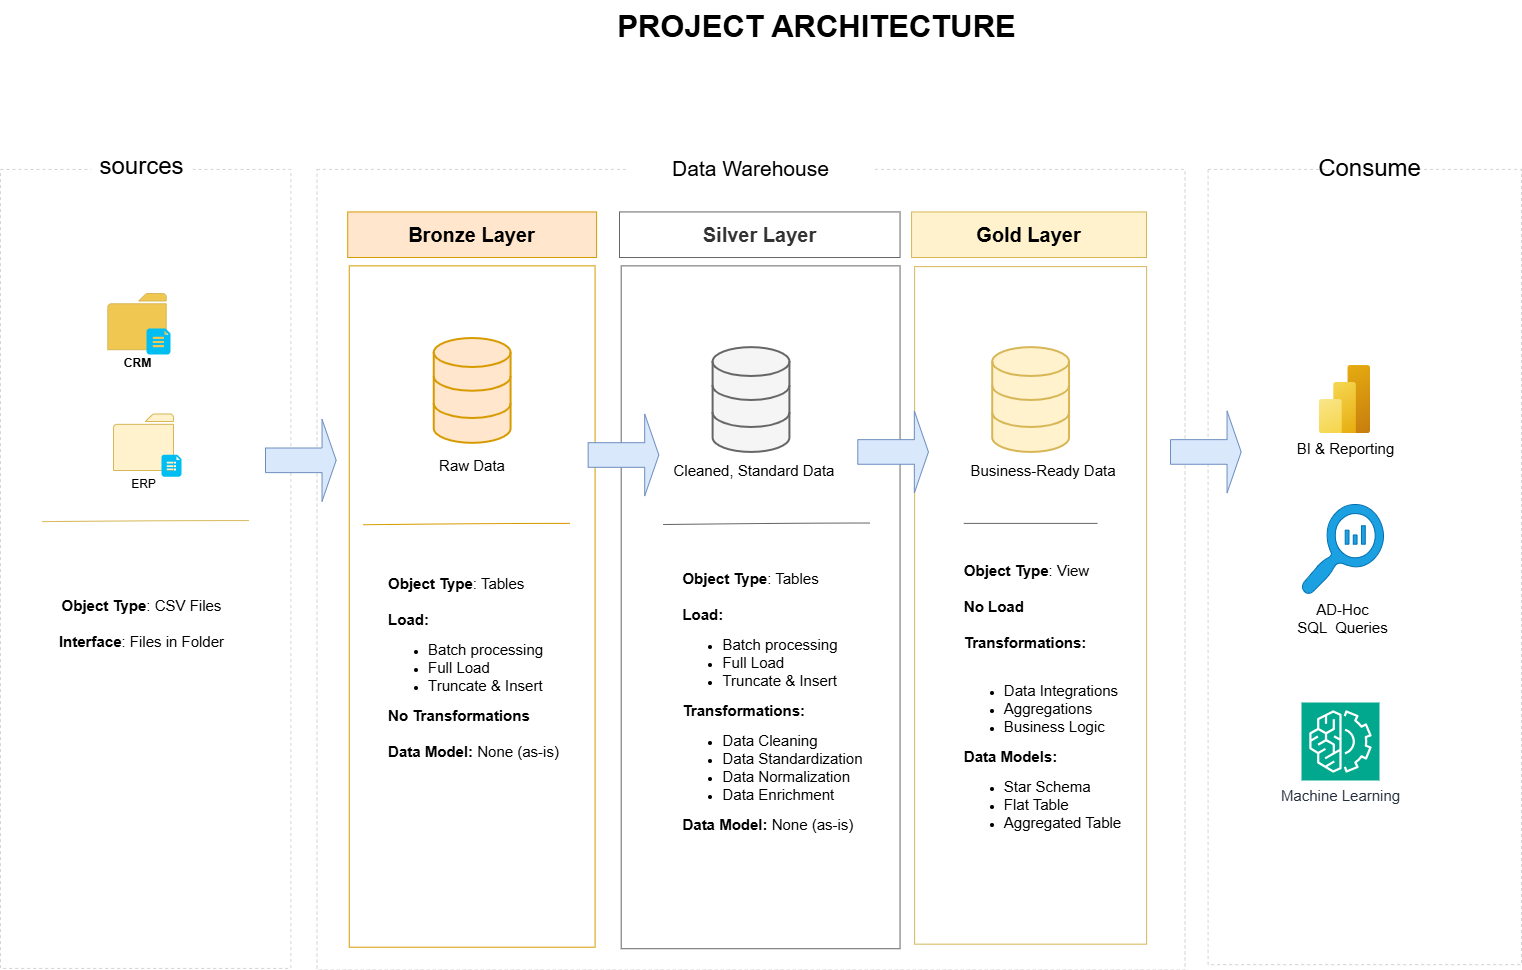 PROJECT ARCHITECTURE
sources
CRM
ERP
Object Type: CSV Files
Interface: Files in Folder
Data Warehouse
Bronze Layer
Raw Data
Object Type: Tables
Load:
Batch processing
Full Load
Truncate & Insert
No Transformations
Data Model: None (as-is)
Silver Layer
Cleaned, Standard Data
Object Type: Tables
Load:
Batch processing
Full Load
Truncate & Insert
Transformations:
Data Cleaning
Data Standardization
Data Normalization
Data Enrichment
Data Model: None (as-is)
Gold Layer
Business-Ready Data
Object Type: View
No Load
Transformations:
Data Integrations
Aggregations
Business Logic
Data Models:
Star Schema
Flat Table
Aggregated Table
Consume
BI & Reporting
AD-Hoc
SQL Queries
Machine Learning